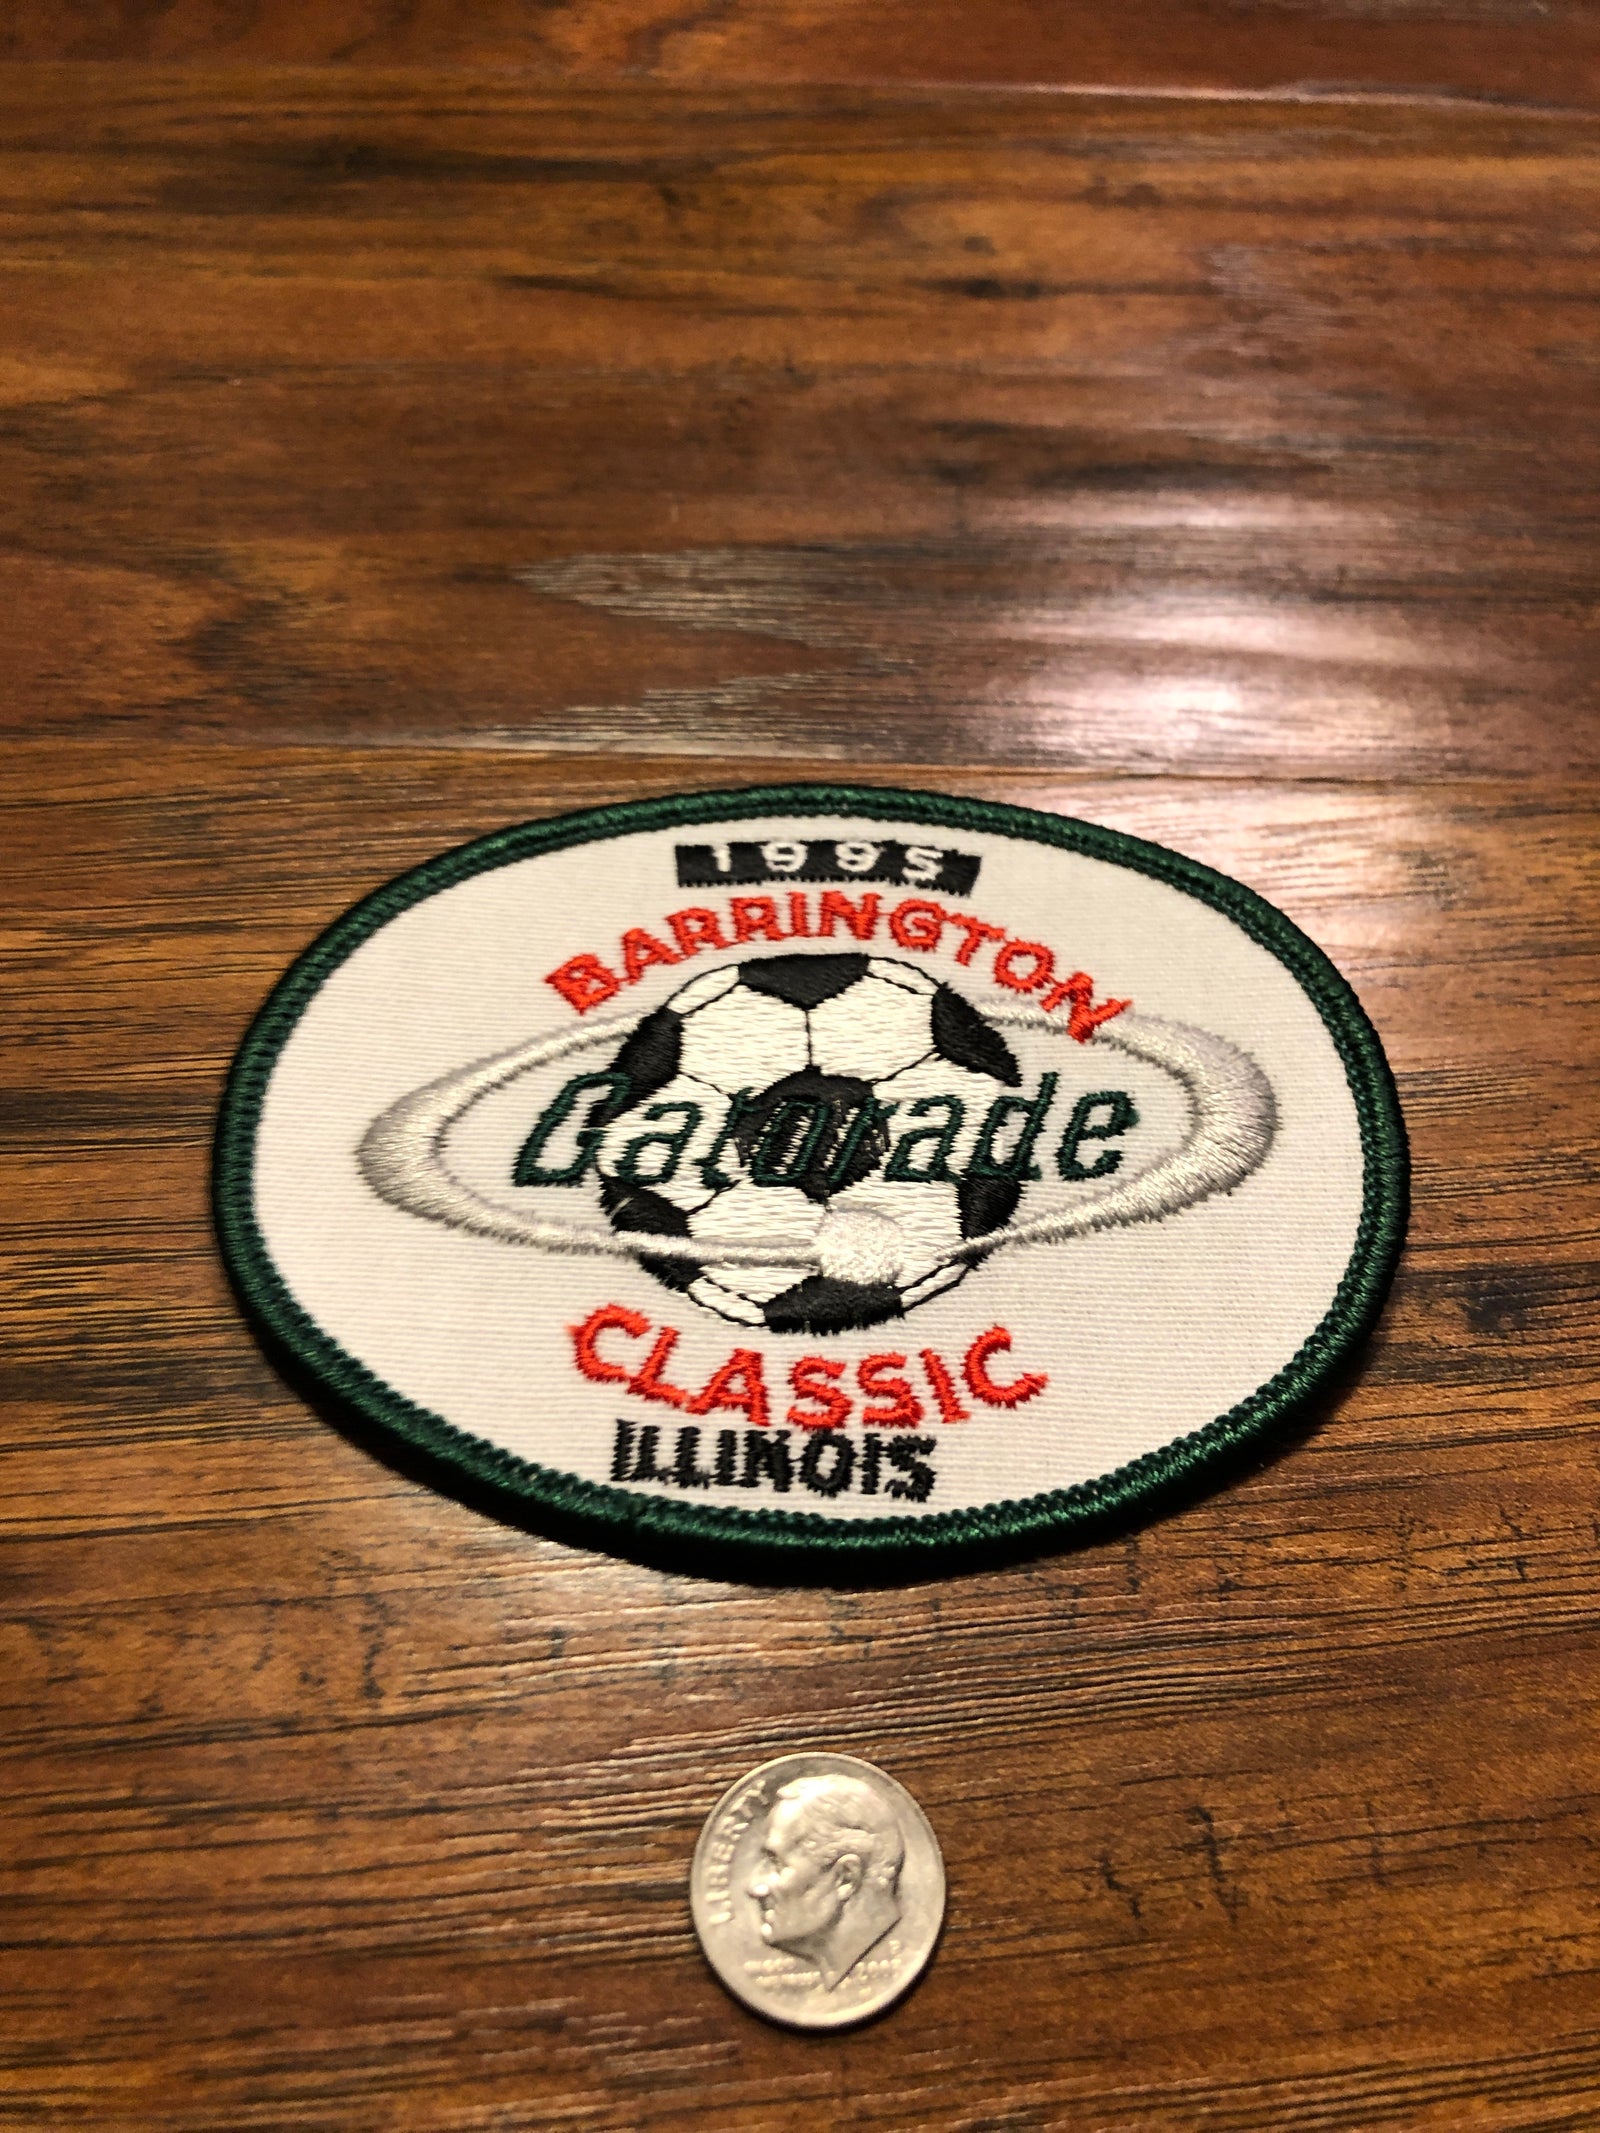 1995
BARRINGTON
Gatorade
CLASSIC
ILLINOIS
LIBERTY